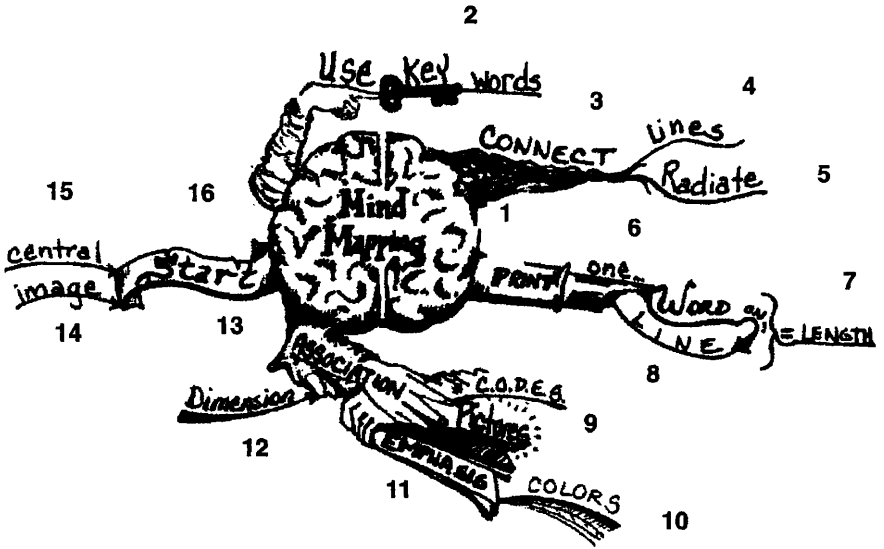 2
Use Key words
3
4
CONNECT
Lines
Radiate
5
15
16
Mind
Mapping
1
6
central
Start
image
PRINT
one
WORD on
LINE
= LENGTH
7
14
13
8
ASSOCIATION
C.O.D.E.S.
Dimension
Pictures
9
12
EMPHASIS
11
COLORS
10